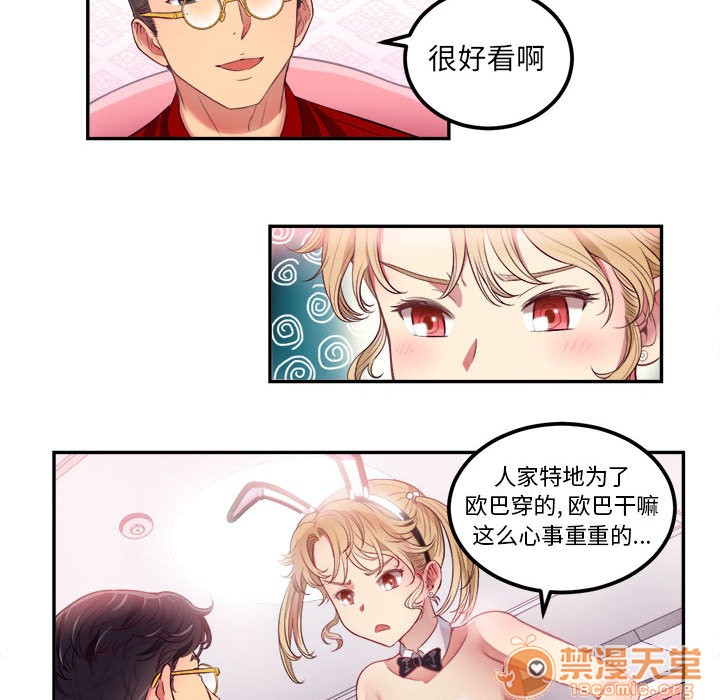 很好看啊
人家特地为了
欧巴穿的, 欧巴干嘛
这么心事重重的...
禁漫天堂
18comic.org